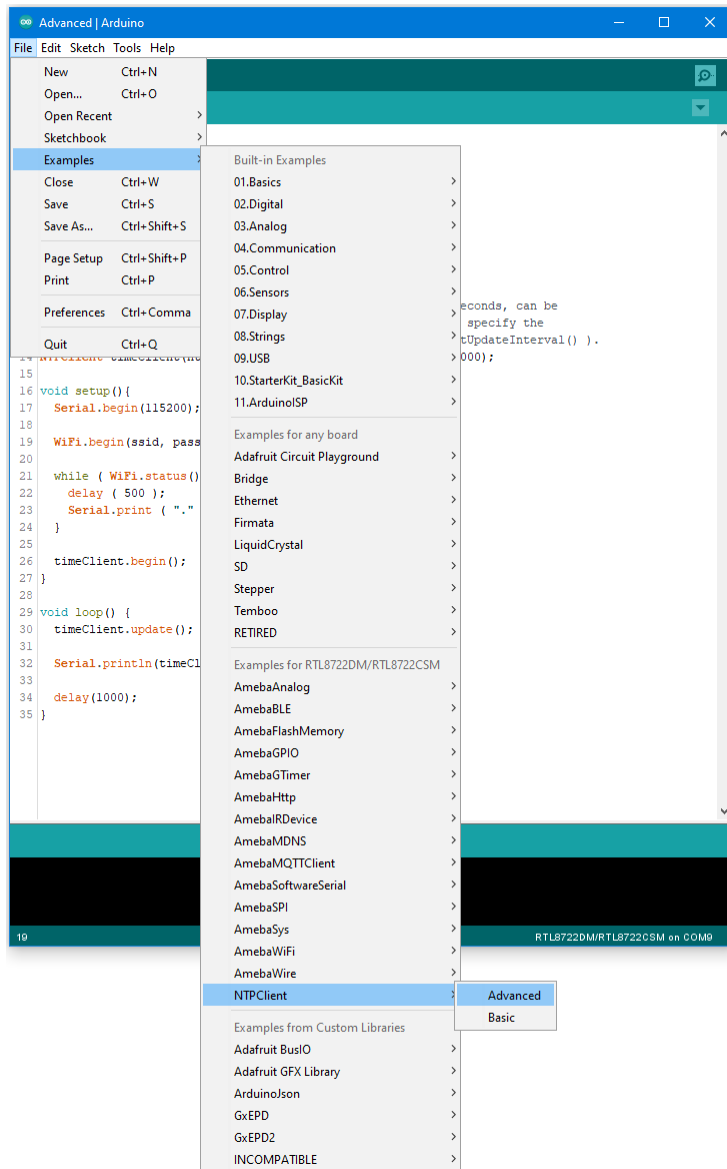 Advanced | Arduino
File Edit Sketch Tools Help
New Ctrl+N
Open... Ctrl+O
Open Recent
Sketchbook
Examples
Close Ctrl+W
Save Ctrl+S
Save As... Ctrl+Shift+S
Page Setup Ctrl+Shift+P
Print Ctrl+P
Preferences Ctrl+Comma
Quit Ctrl+Q
Built-in Examples
01.Basics
02.Digital
03.Analog
04.Communication
05.Control
06.Sensors
07.Display
08.Strings
09.USB
10.StarterKit_BasicKit
11.ArduinoISP
Examples for any board
Adafruit Circuit Playground
Bridge
Ethernet
Firmata
LiquidCrystal
SD
Stepper
Temboo
RETIRED
Examples for RTL8722DM/RTL8722CSM
AmebaAnalog
AmebaBLE
AmebaFlashMemory
AmebaGPIO
AmebaGTimer
AmebaHttp
AmebaIRDevice
AmebaMDNS
AmebaMQTTClient
AmebaSoftwareSerial
AmebaSPI
AmebaSys
AmebaWiFi
AmebaWire
NTPClient
Advanced
Basic
Examples from Custom Libraries
Adafruit BusIO
Adafruit GFX Library
ArduinoJson
GxEPD
GxEPD2
INCOMPATIBLE
econds, can be
specify the
tUpdateInterval() ).
14 NTPClient timeClient(nt 000);
15
16 void setup(){
17 Serial.begin(115200);
18
19 WiFi.begin(ssid, pass
20
21 while ( WiFi.status()
22 delay ( 500 );
23 Serial.print ( "."
24 }
25
26 timeClient.begin();
27 }
28
29 void loop() {
30 timeClient.update();
31
32 Serial.println(timeCl
33
34 delay(1000);
35 }
19 RTL8722DM/RTL8722CSM on COM9